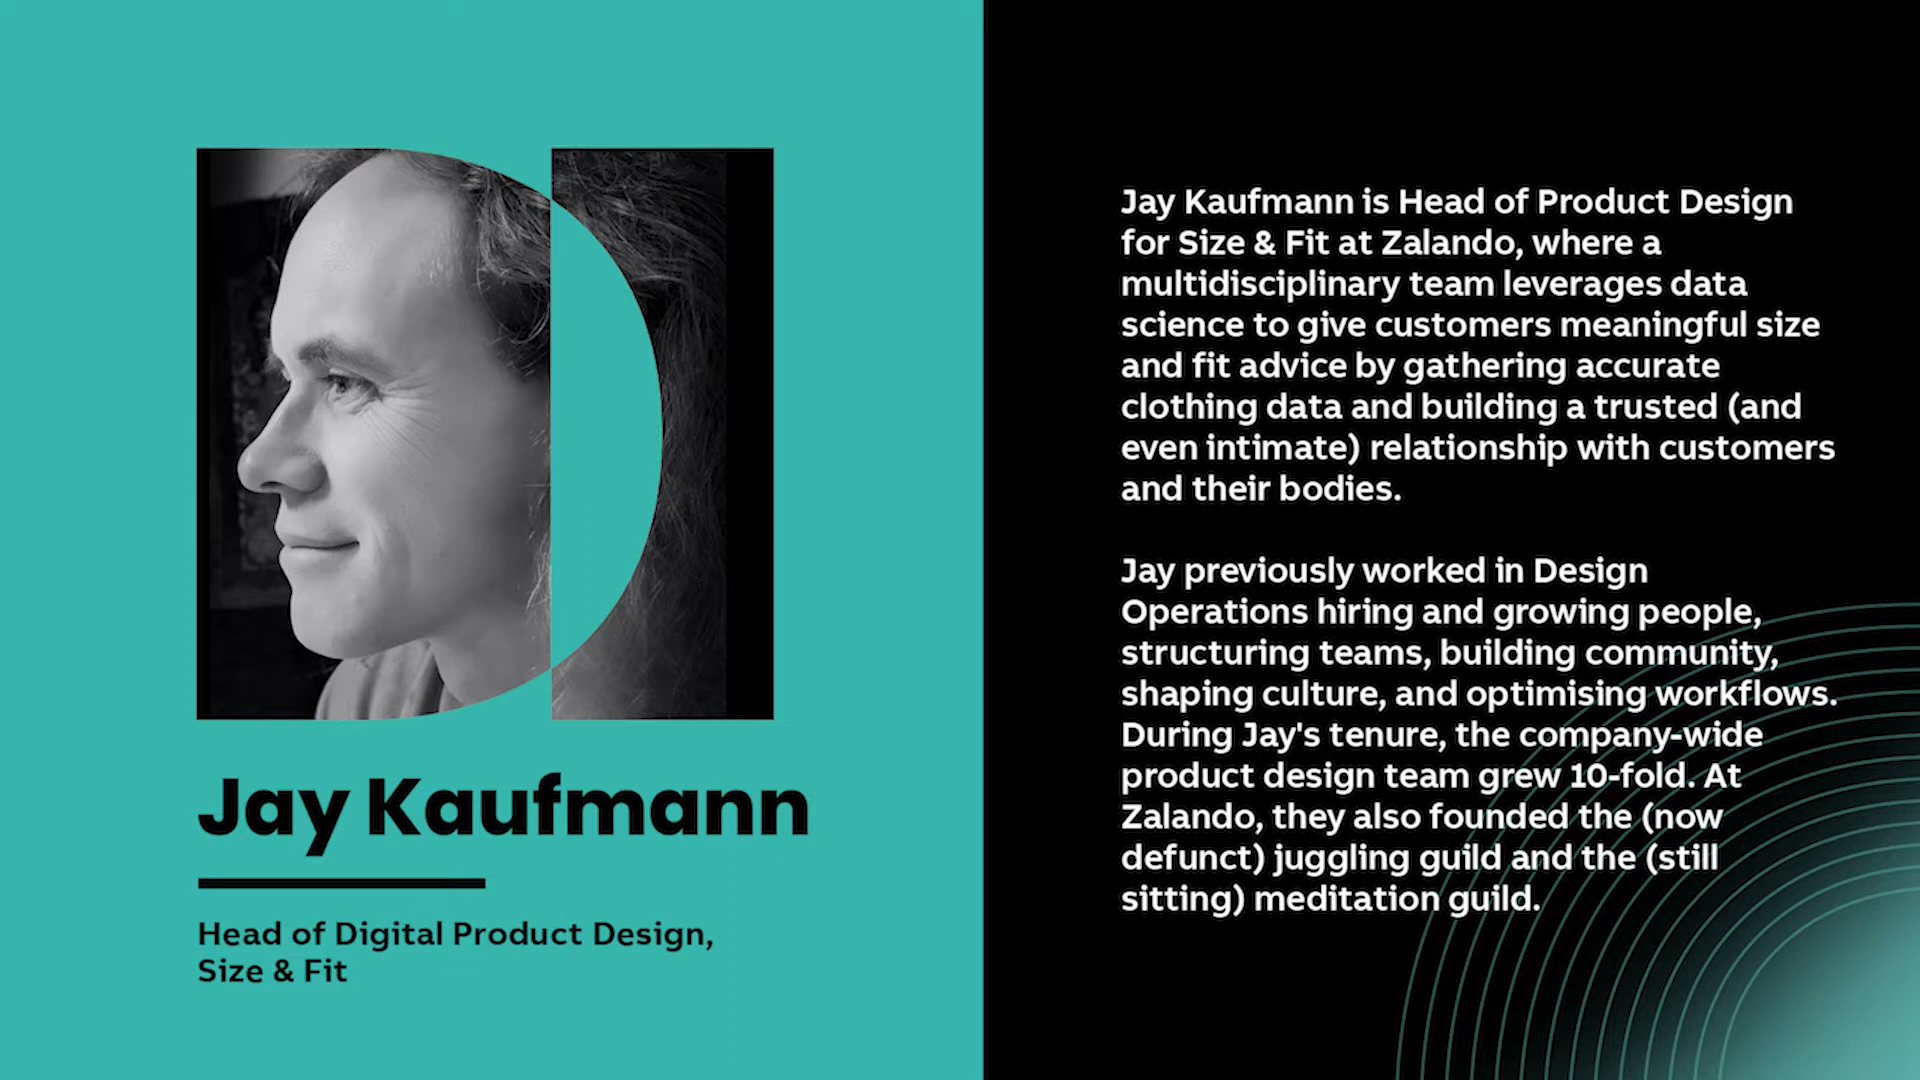 Jay Kaufmann
Head of Digital Product Design,
Size & Fit
Jay Kaufmann is Head of Product Design
for Size & Fit at Zalando, where a
multidisciplinary team leverages data
science to give customers meaningful size
and fit advice by gathering accurate
clothing data and building a trusted (and
even intimate) relationship with customers
and their bodies.
Jay previously worked in Design
Operations hiring and growing people,
structuring teams, building community,
shaping culture, and optimising workflows.
During Jay's tenure, the company-wide
product design team grew 10-fold. At
Zalando, they also founded the (now
defunct) juggling guild and the (still
sitting) meditation guild.